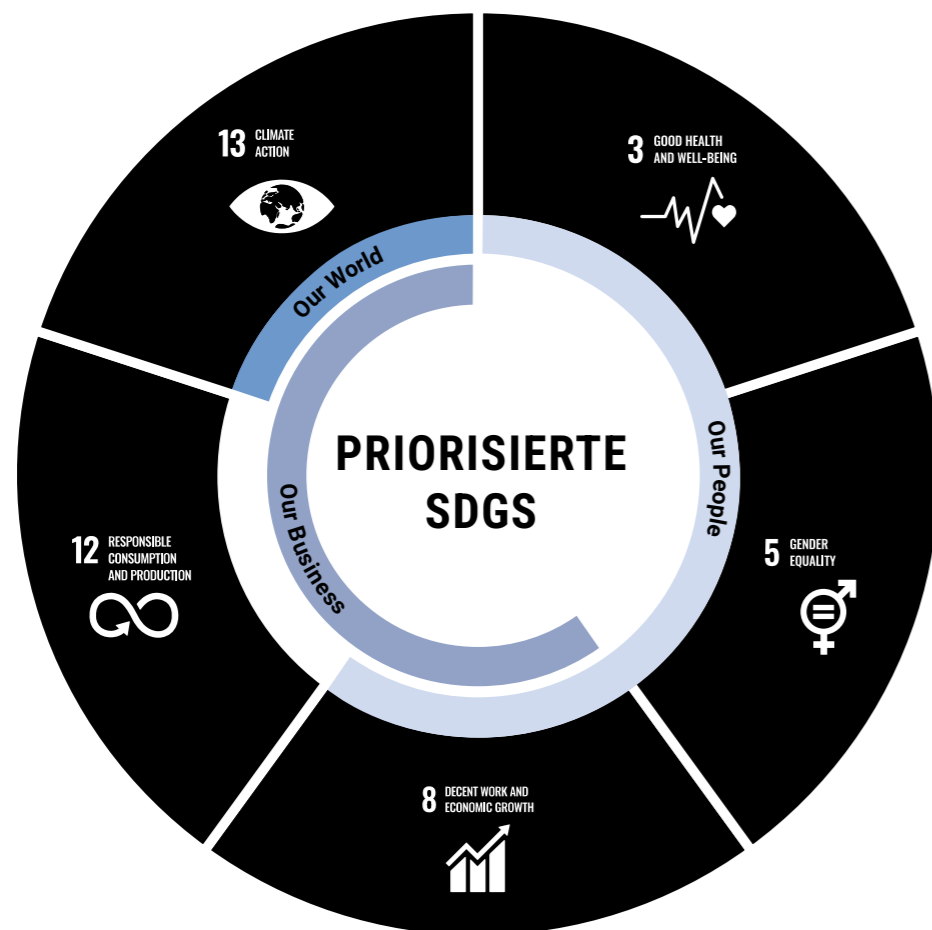 13 CLIMATE
ACTION
3 GOOD HEALTH
AND WELL-BEING
Our World
PRIORISIERTE
SDGS
Our People
Our Business
12 RESPONSIBLE
CONSUMPTION
AND PRODUCTION
5 GENDER
EQUALITY
8 DECENT WORK AND
ECONOMIC GROWTH